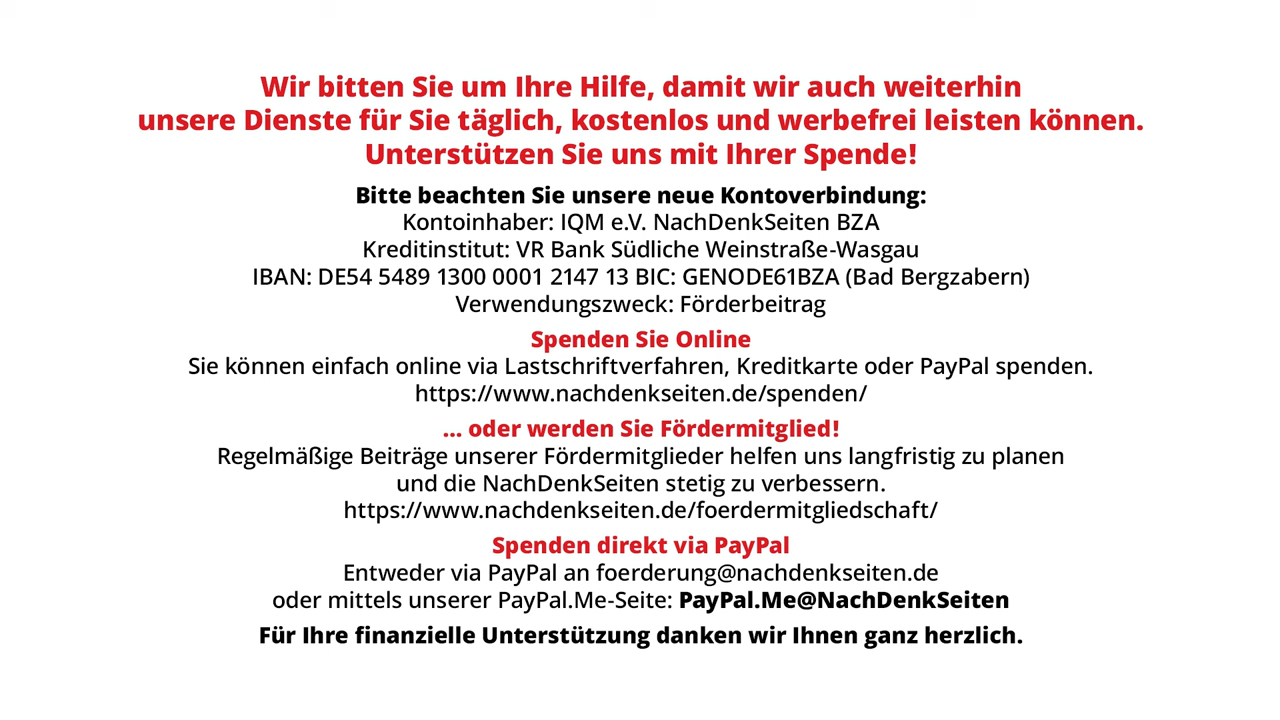 Wir bitten Sie um Ihre Hilfe, damit wir auch weiterhin
unsere Dienste für Sie täglich, kostenlos und werbefrei leisten können.
Unterstützen Sie uns mit Ihrer Spende!
Bitte beachten Sie unsere neue Kontoverbindung:
Kontoinhaber: IQM e.V. NachDenkSeiten BZA
Kreditinstitut: VR Bank Südliche Weinstraße-Wasgau
IBAN: DE54 5489 1300 0001 2147 13 BIC: GENODE61BZA (Bad Bergzabern)
Verwendungszweck: Förderbeitrag
Spenden Sie Online
Sie können einfach online via Lastschriftverfahren, Kreditkarte oder PayPal spenden.
https://www.nachdenkseiten.de/spenden/
... oder werden Sie Fördermitglied!
Regelmäßige Beiträge unserer Fördermitglieder helfen uns langfristig zu planen
und die NachDenkSeiten stetig zu verbessern.
https://www.nachdenkseiten.de/foerdermitgliedschaft/
Spenden direkt via PayPal
Entweder via PayPal an foerderung@nachdenkseiten.de
oder mittels unserer PayPal.Me-Seite: PayPal.Me@NachDenkSeiten
Für Ihre finanzielle Unterstützung danken wir Ihnen ganz herzlich.